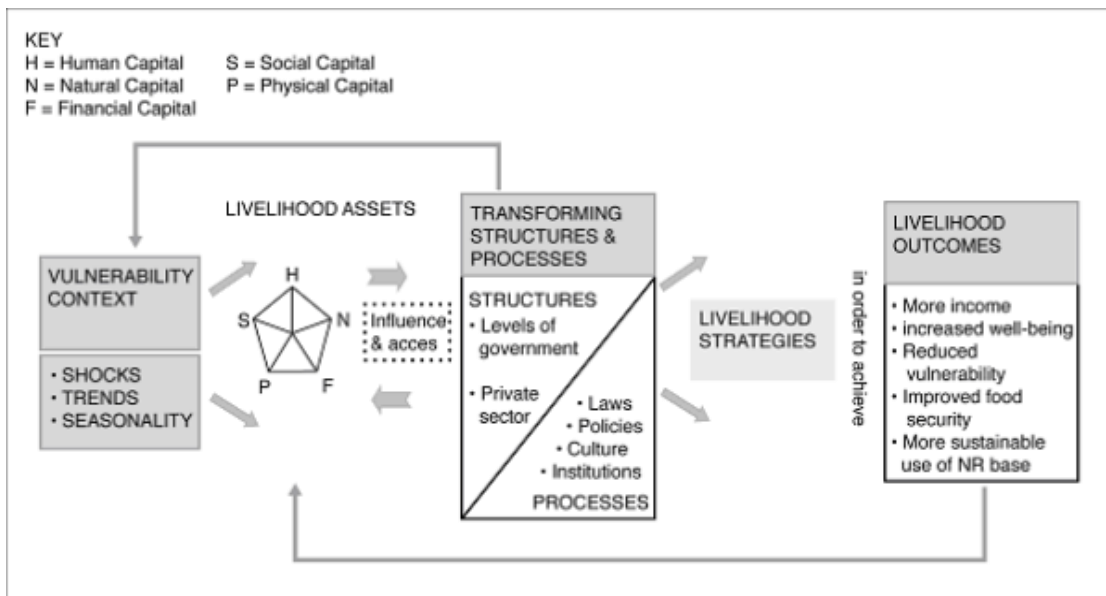 KEY
H = Human Capital
S = Social Capital
N = Natural Capital
P = Physical Capital
F = Financial Capital
LIVELIHOOD ASSETS
VULNERABILITY
CONTEXT
• SHOCKS
• TRENDS
• SEASONALITY
H
S
N
P
F
Influence
& acces
TRANSFORMING
STRUCTURES &
PROCESSES
STRUCTURES
• Levels of
government
• Private
sector
• Laws
• Policies
• Culture
• Institutions
PROCESSES
LIVELIHOOD
STRATEGIES
in order to achieve
LIVELIHOOD
OUTCOMES
• More income
• increased well-being
• Reduced
vulnerability
• Improved food
security
• More sustainable
use of NR base